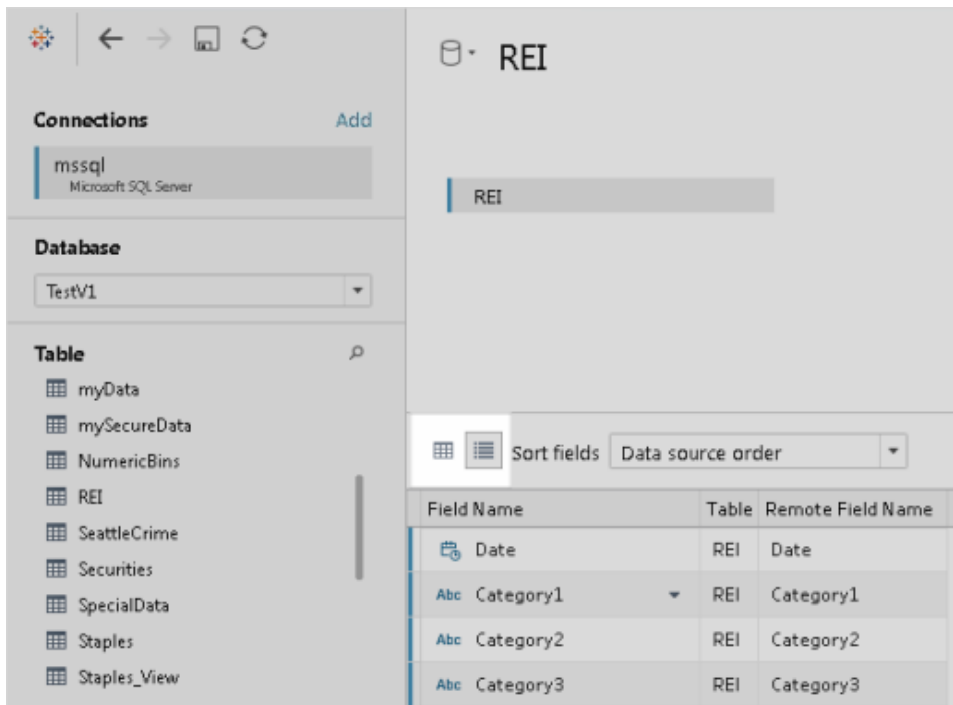 REI
Connections Add
mssql
Microsoft SQL Server
REI
Database
TestV1
Table
myData
mySecureData
NumericBins
REI
SeattleCrime
Securities
SpecialData
Staples
Staples_View
Sort fields Data source order
Field Name Table Remote Field Name
Date REI Date
Abc Category1 REI Category1
Abc Category2 REI Category2
Abc Category3 REI Category3